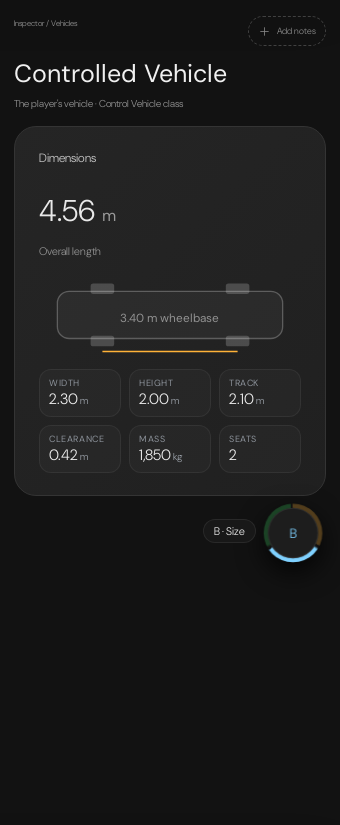 Inspector / Vehicles
+ Add notes
Controlled Vehicle
The player's vehicle · Control Vehicle class
Dimensions
4.56 m
Overall length
3.40 m wheelbase
WIDTH HEIGHT TRACK
2.30 m 2.00 m 2.10 m
CLEARANCE MASS SEATS
0.42 m 1,850 kg 2
B · Size B